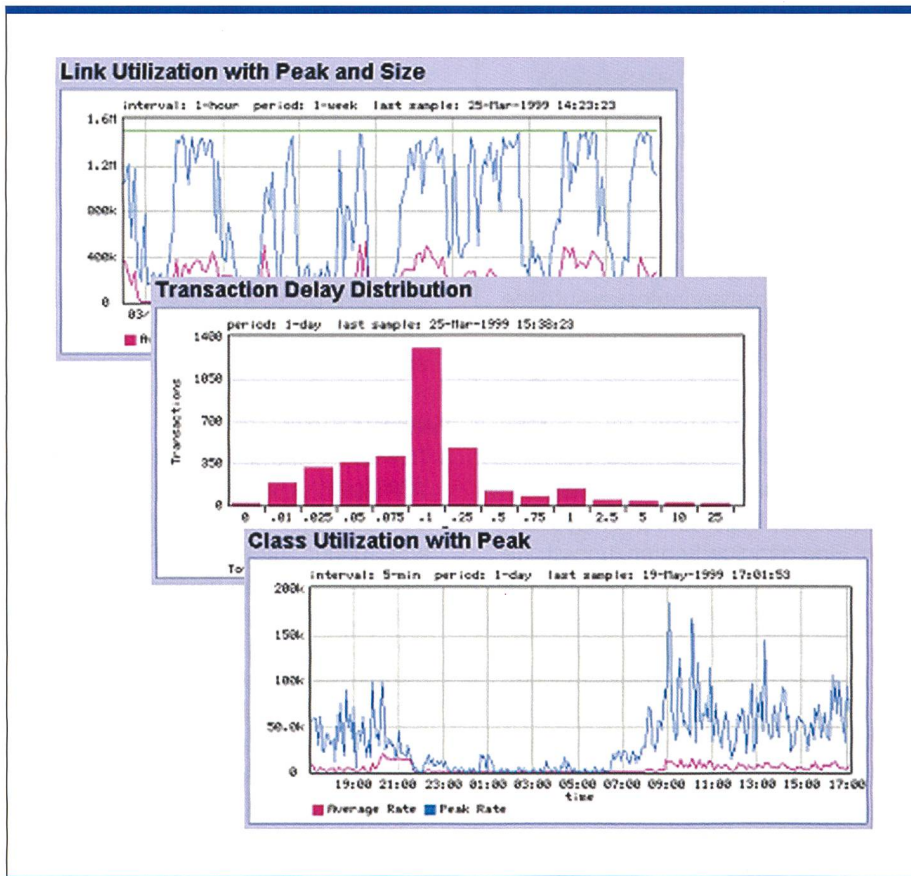 Link Utilization with Peak and Size
interval: 1-hour period: 1-week last sample: 25-Mar-1999 14:23:23
1.6M
1.2M
800k
400k
0
03/
Transaction Delay Distribution
period: 1-day last sample: 25-Mar-1999 15:38:23
1400
1050
700
350
0
Transactions
0 .01 .025 .05 .075 .1 .25 .5 .75 1 2.5 5 10 25
To
Class Utilization with Peak
interval: 5-min period: 1-day last sample: 19-May-1999 17:01:53
200k
150k
100k
50.0k
0
19:00 21:00 23:00 01:00 03:00 05:00 07:00 09:00 11:00 13:00 15:00 17:00
time
Average Rate Peak Rate